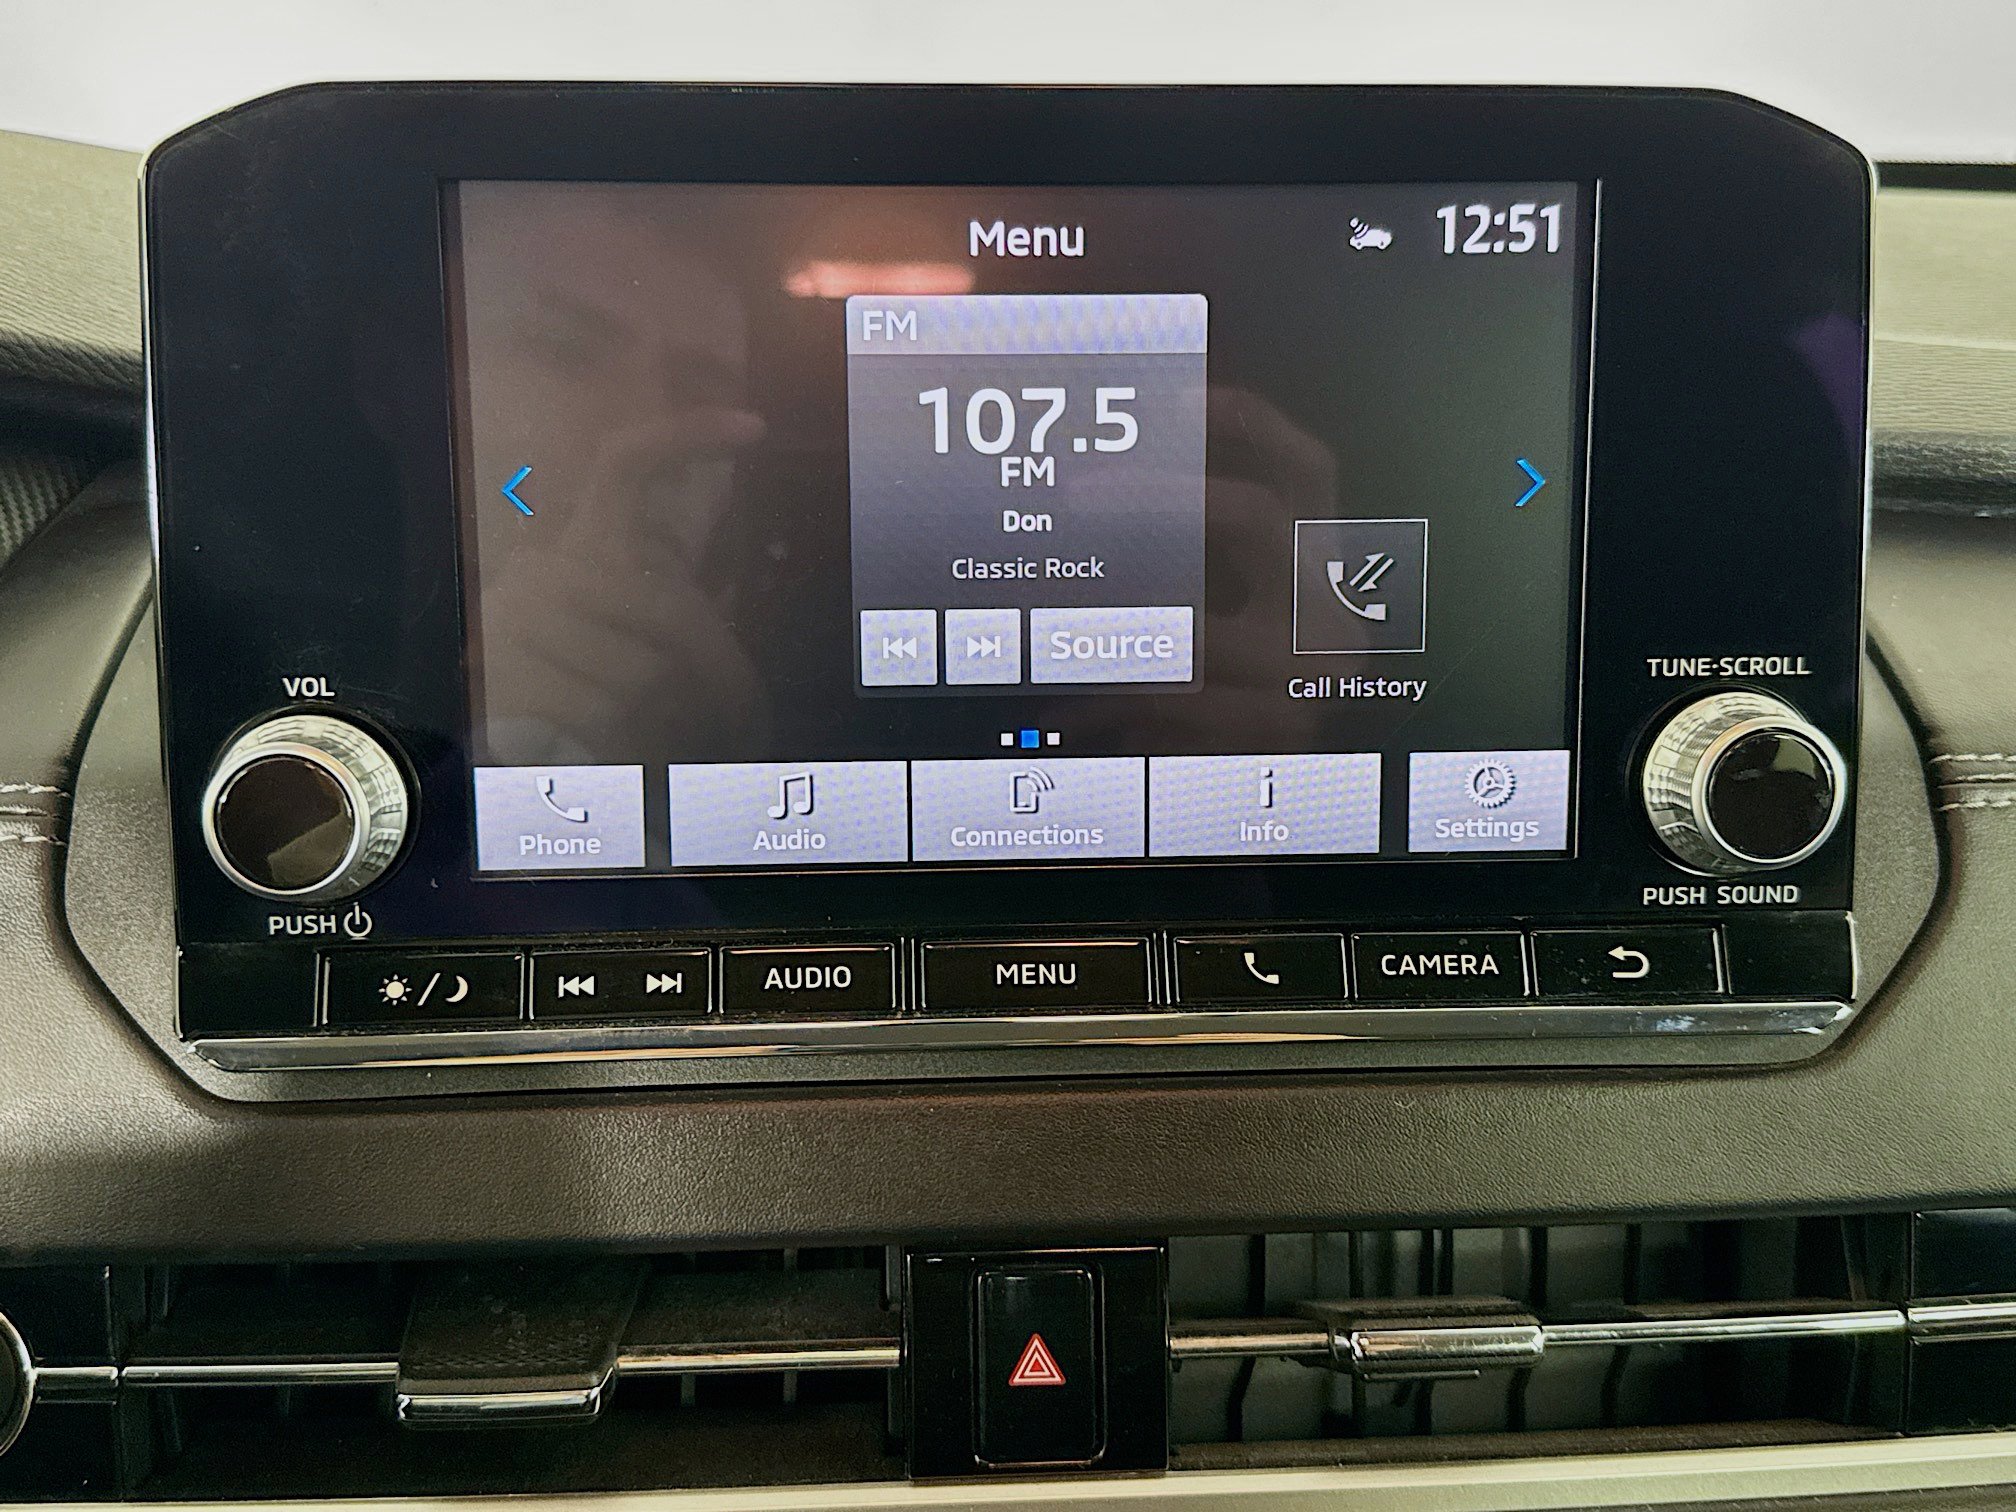 Menu
12:51
FM
107.5
FM
Don
Classic Rock
Source
Call History
Phone
Audio
Connections
Info
Settings
VOL
PUSH
TUNE·SCROLL
PUSH SOUND
AUDIO
MENU
CAMERA